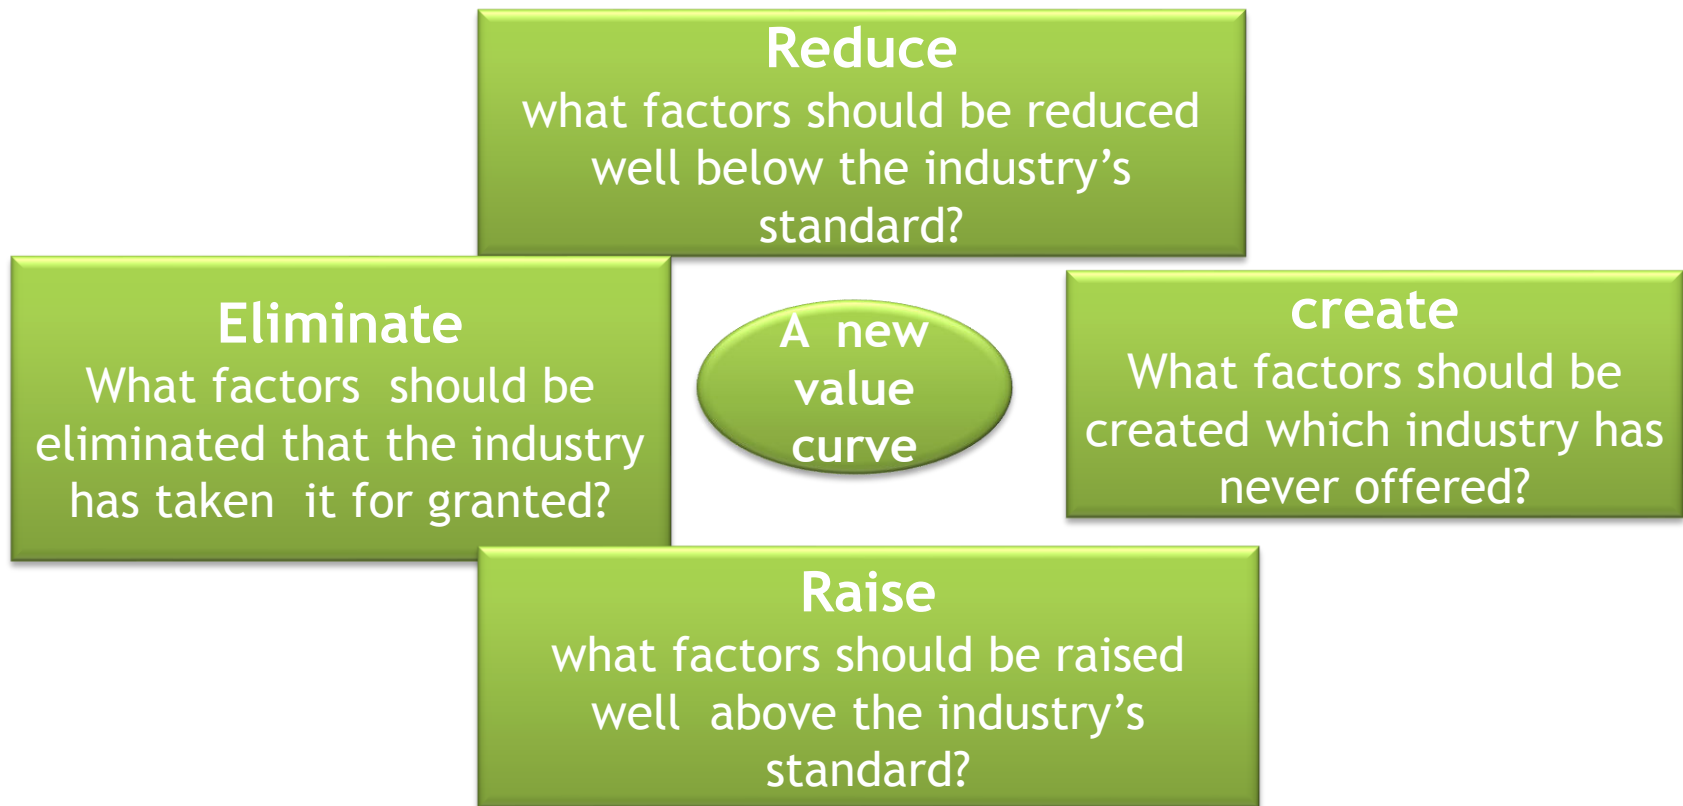 Reduce
what factors should be reduced
well below the industry’s
standard?
Eliminate
What factors  should be
eliminated that the industry
has taken  it for granted?
A  new
value
curve
create
What factors should be
created which industry has
never offered?
Raise
what factors should be raised
well  above the industry’s
standard?